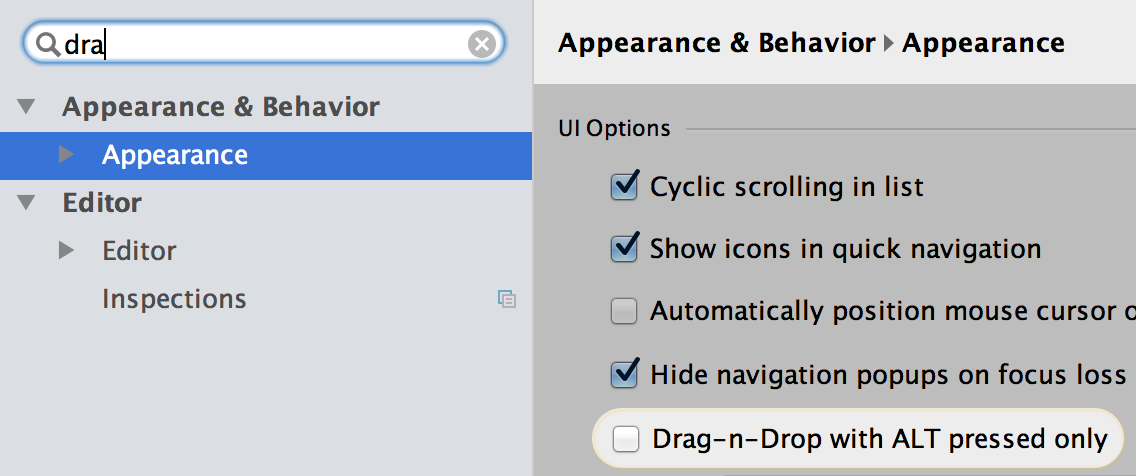 dra
Appearance & Behavior
Appearance
Editor
Editor
Inspections
Appearance & Behavior Appearance
UI Options
Cyclic scrolling in list
Show icons in quick navigation
Automatically position mouse cursor
Hide navigation popups on focus loss
Drag-n-Drop with ALT pressed only